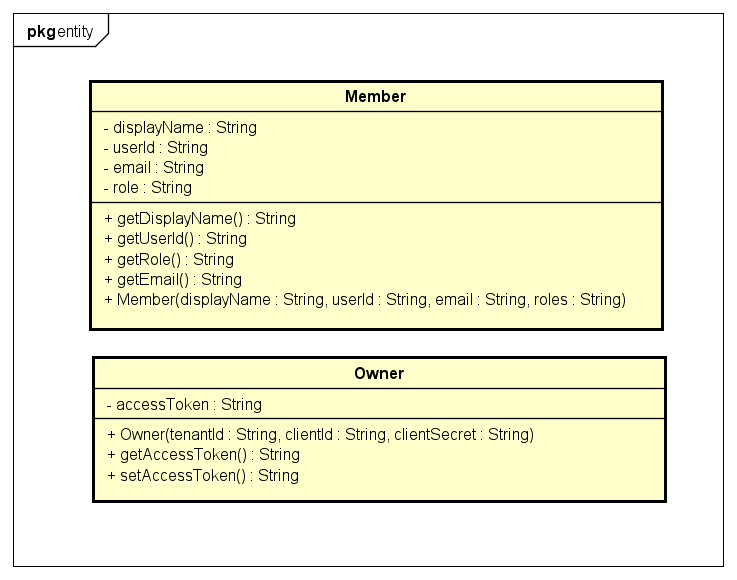 pkg entity
Member
- displayName : String
- userId : String
- email : String
- role : String
+ getDisplayName() : String
+ getUserId() : String
+ getRole() : String
+ getEmail() : String
+ Member(displayName : String, userId : String, email : String, roles : String)
Owner
- accessToken : String
+ Owner(tenantId : String, clientId : String, clientSecret : String)
+ getAccessToken() : String
+ setAccessToken() : String